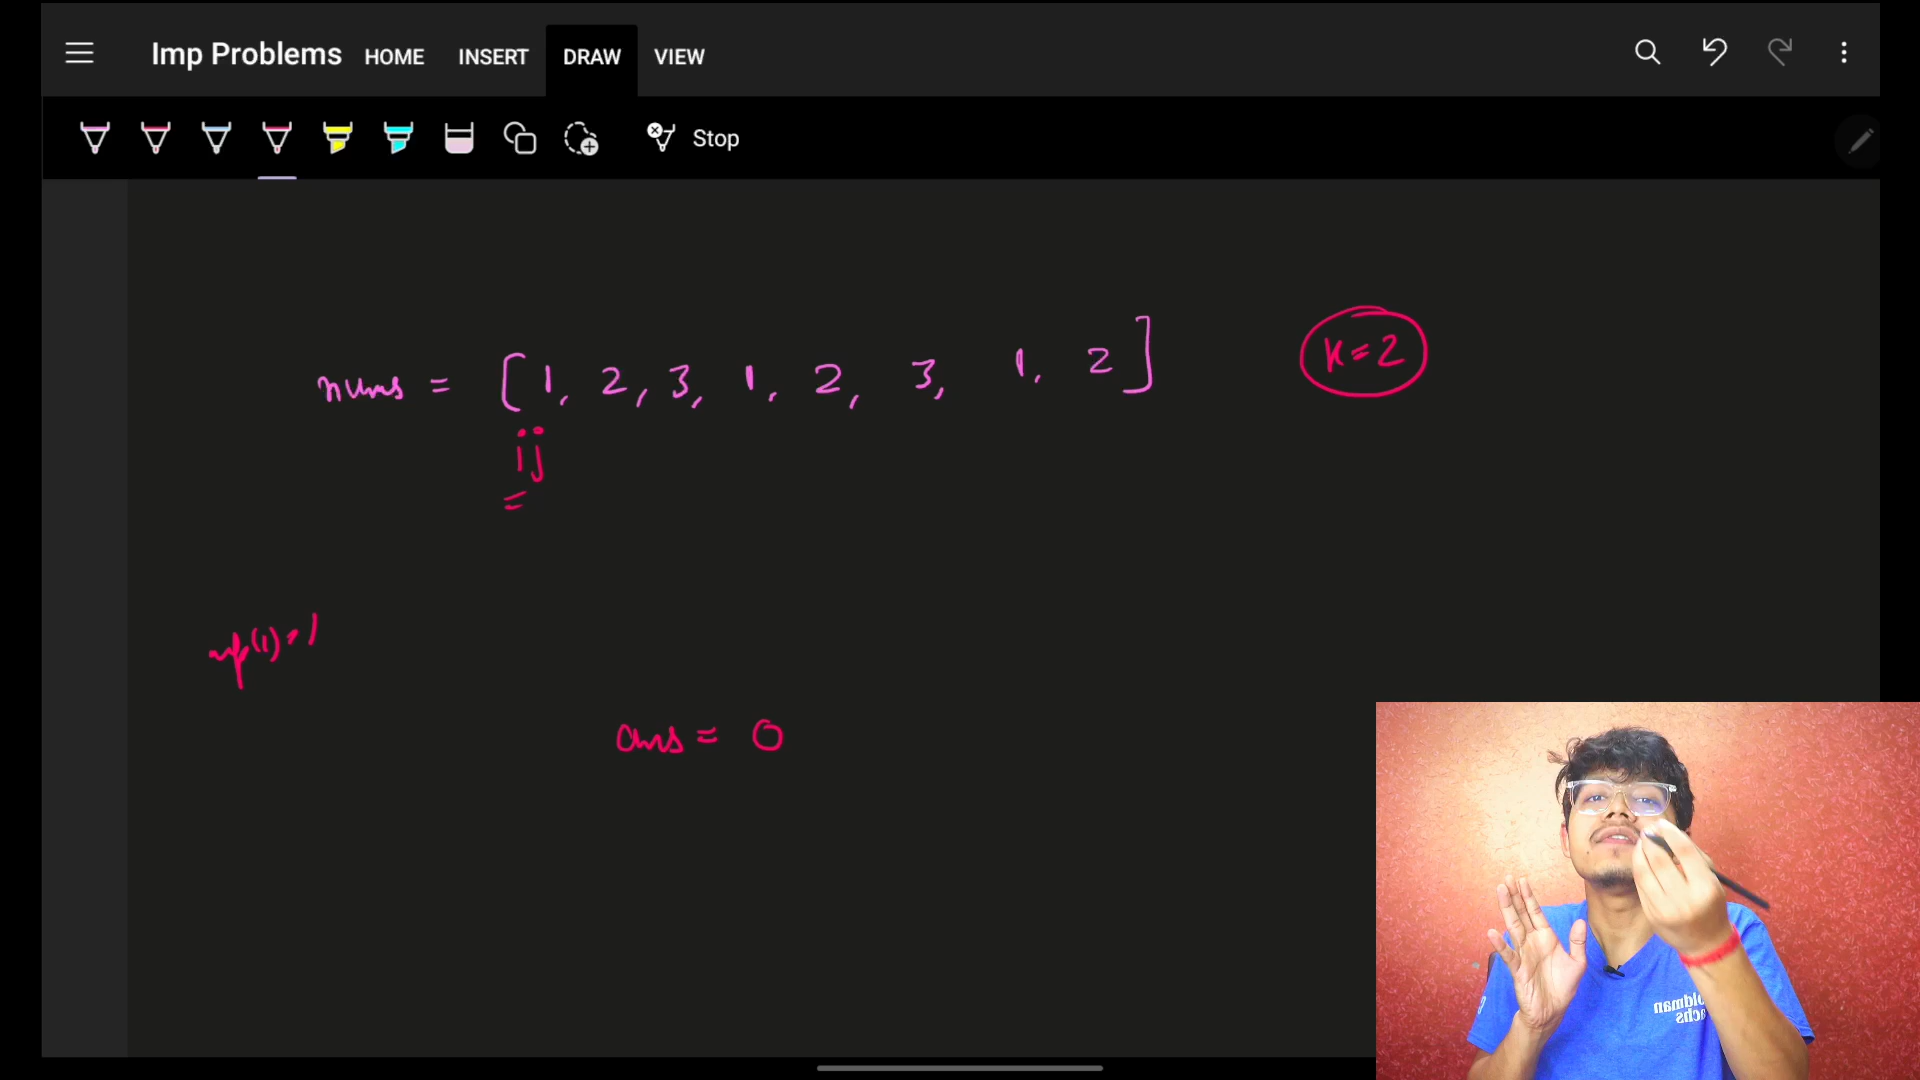 Imp Problems HOME INSERT DRAW VIEW
Stop
nums = [1, 2, 3, 1, 2, 3, 1, 2]
K=2
i j
=
mp(1)=1
ans = 0